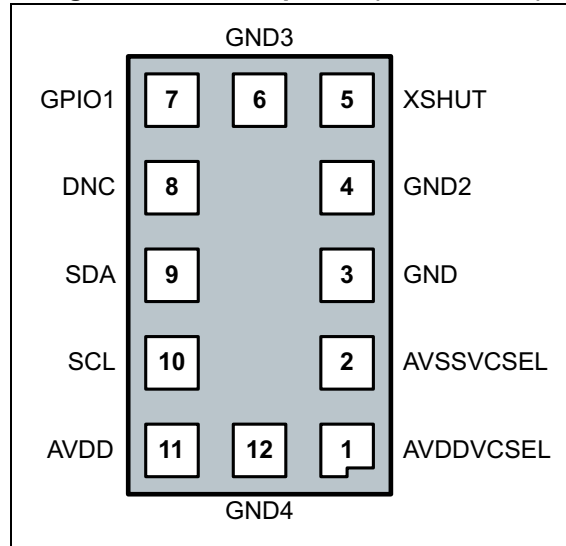 GND3
GPIO1 7 6 5 XSHUT
DNC 8 4 GND2
SDA 9 3 GND
SCL 10 2 AVSSVCSEL
AVDD 11 12 1 AVDDVCSEL
GND4